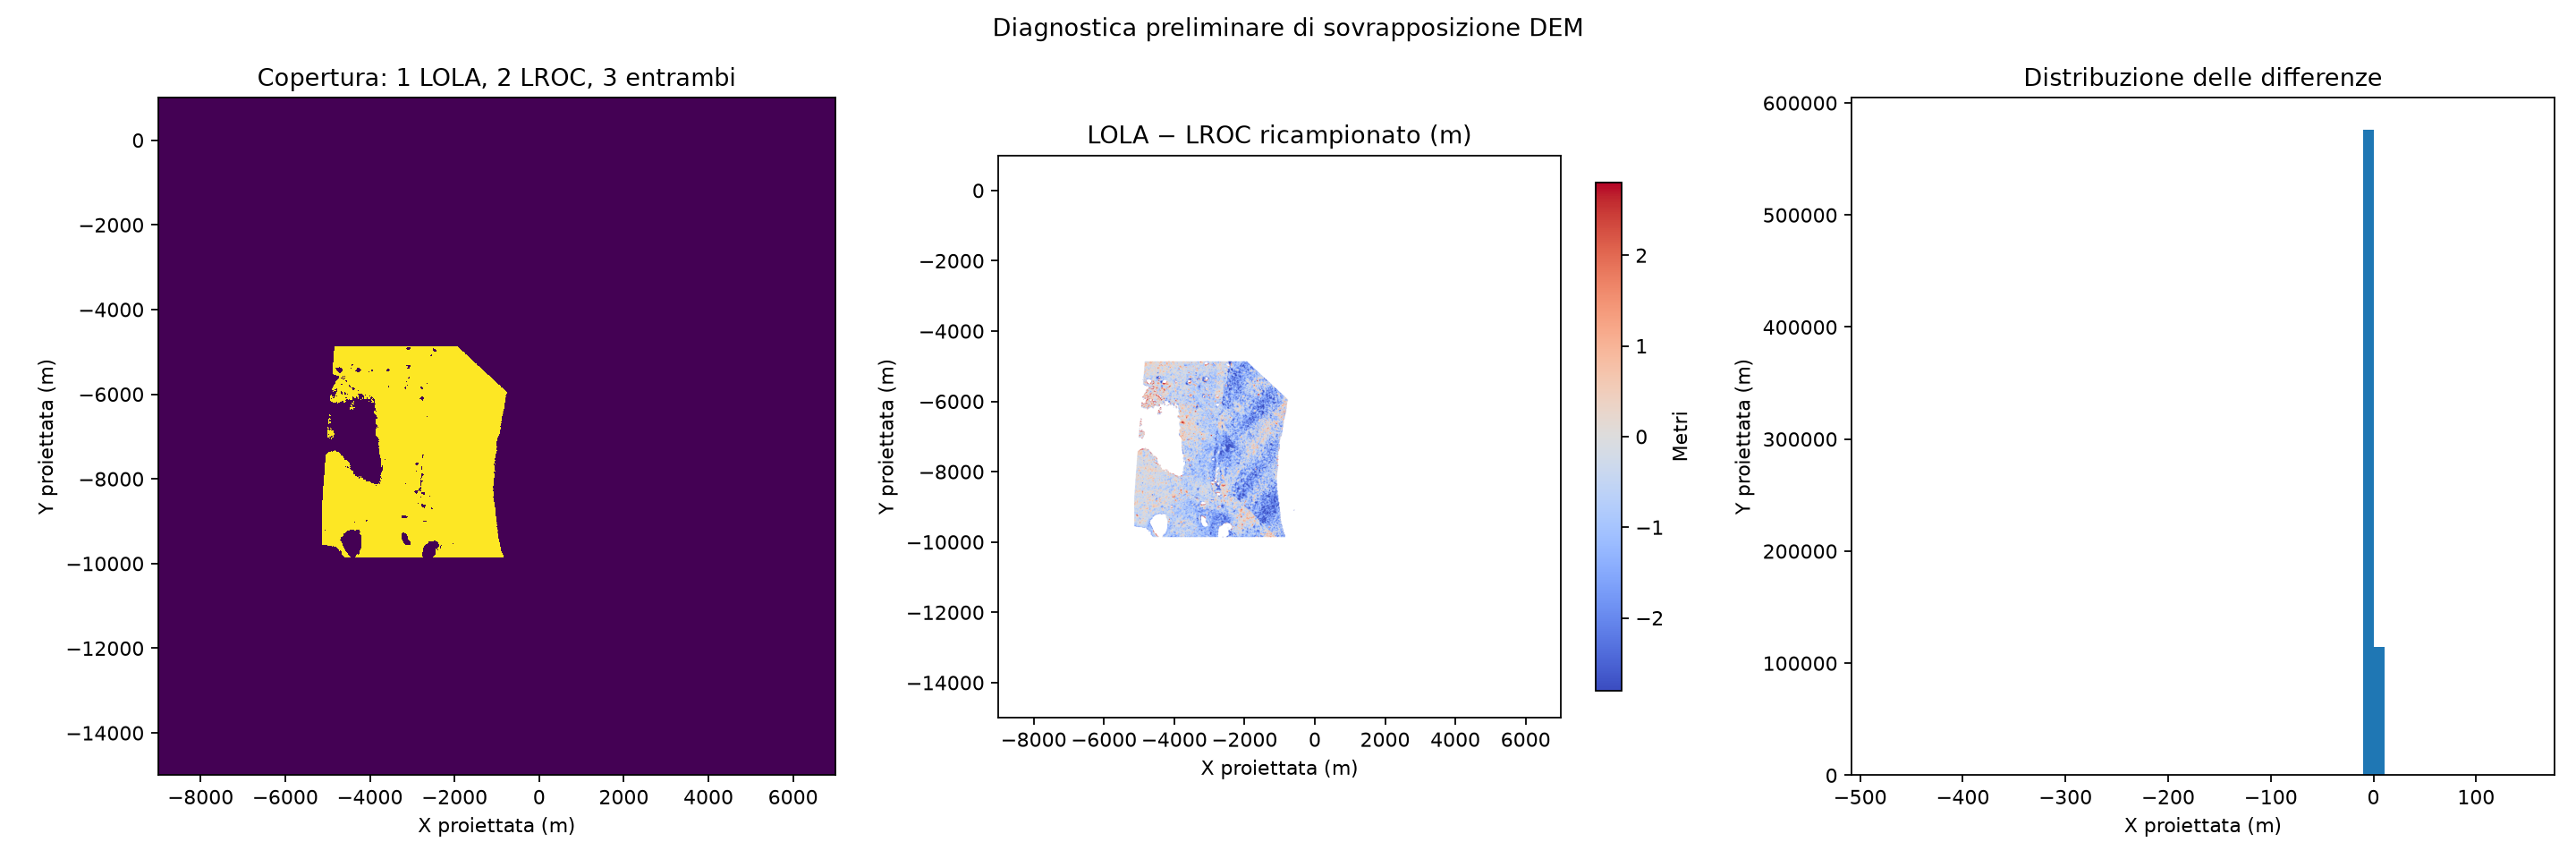 Diagnostica preliminare di sovrapposizione DEM
Copertura: 1 LOLA, 2 LROC, 3 entrambi
0
−2000
−4000
−6000
−8000
−10000
−12000
−14000
Y proiettata (m)
−8000 −6000 −4000 −2000 0 2000 4000 6000
X proiettata (m)
LOLA − LROC ricampionato (m)
0
−2000
−4000
−6000
−8000
−10000
−12000
−14000
Y proiettata (m)
−8000 −6000 −4000 −2000 0 2000 4000 6000
X proiettata (m)
2
1
0
−1
−2
Metri
Distribuzione delle differenze
600000
500000
400000
300000
200000
100000
0
Y proiettata (m)
−500 −400 −300 −200 −100 0 100
X proiettata (m)